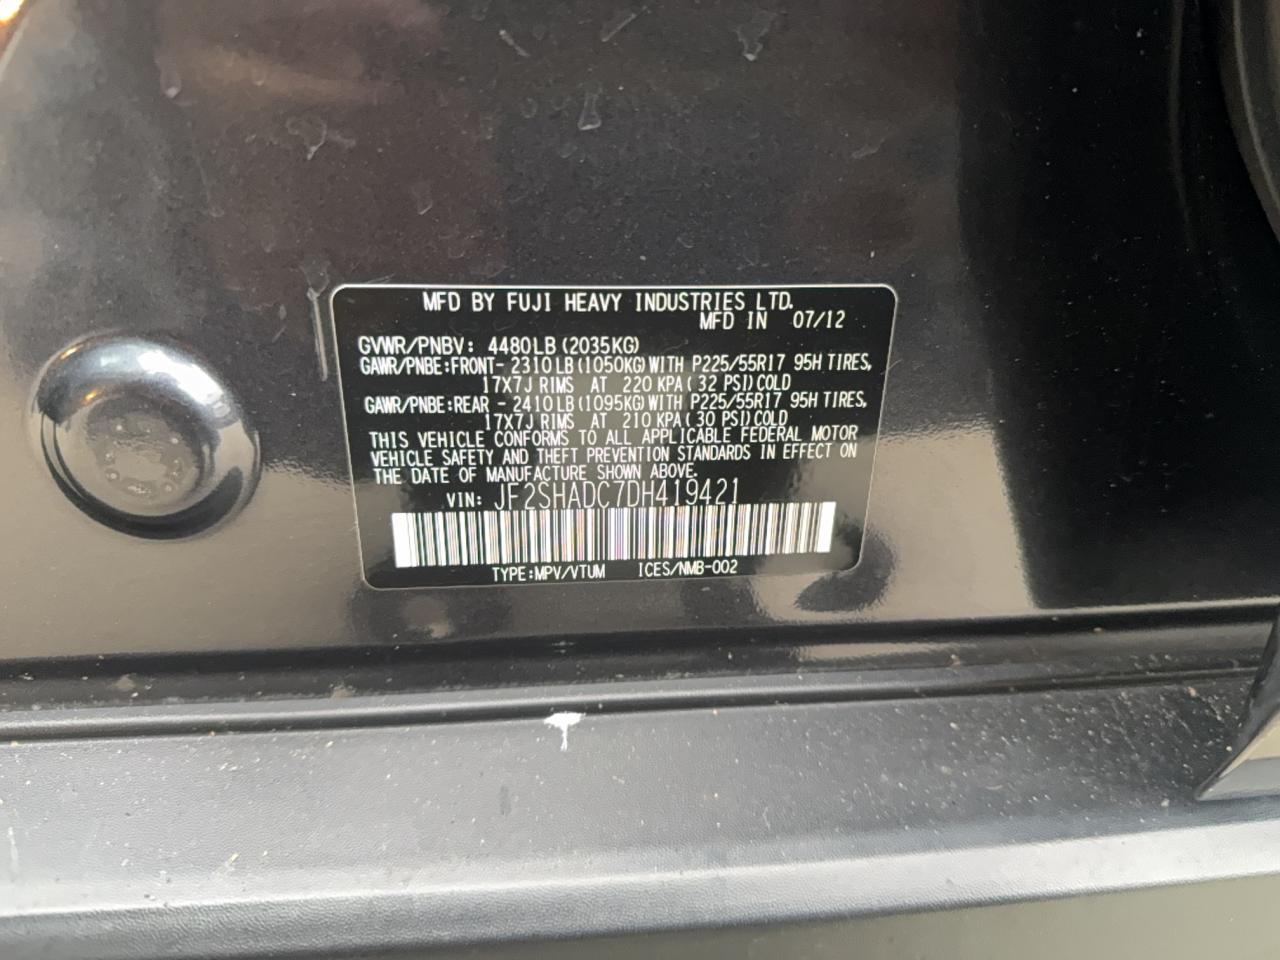 MFD BY FUJI HEAVY INDUSTRIES LTD.
MFD IN 07/12
GVWR/PNBV: 4480LB (2035KG)
GAWR/PNBE:FRONT- 2310LB(1050KG)WITH P225/55R17 95H TIRES,
17X7J RIMS AT 220 KPA( 32 PSI)COLD
GAWR/PNBE:REAR - 2410LB(1095KG)WITH P225/55R17 95H TIRES,
17X7J RIMS AT 210 KPA( 30 PSI)COLD
THIS VEHICLE CONFORMS TO ALL APPLICABLE FEDERAL MOTOR
VEHICLE SAFETY AND THEFT PREVENTION STANDARDS IN EFFECT ON
THE DATE OF MANUFACTURE SHOWN ABOVE.
VIN: JF2SHADC7DH419421
TYPE:MPV/VTUM ICES/NMB-002